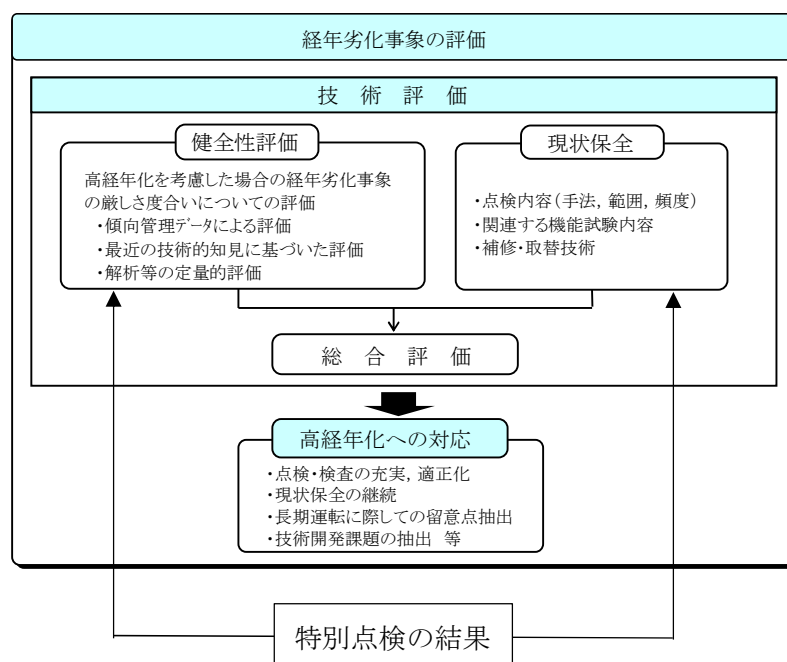 経年劣化事象の評価
技 術 評 価
健全性評価
高経年化を考慮した場合の経年劣化事象
の厳しさ度合いについての評価
・傾向管理ﾃﾞｰﾀによる評価
・最近の技術的知見に基づいた評価
・解析等の定量的評価
現状保全
・点検内容(手法, 範囲, 頻度)
・関連する機能試験内容
・補修・取替技術
総 合 評 価
高経年化への対応
・点検・検査の充実, 適正化
・現状保全の継続
・長期運転に際しての留意点抽出
・技術開発課題の抽出 等
特別点検の結果